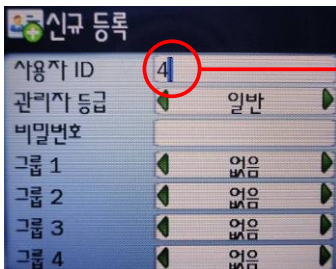 신규 등록
사용자 ID 4
관리자 등급 일반
비밀번호
그룹 1 없음
그룹 2 없음
그룹 3 없음
그룹 4 없음